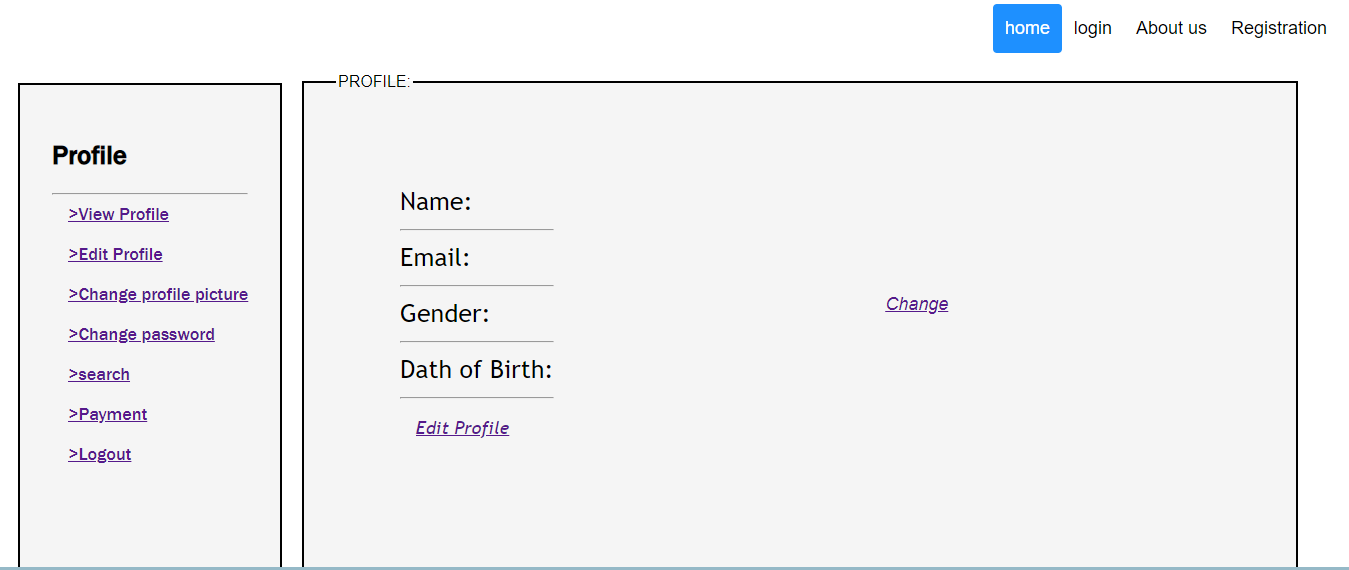 home login About us Registration
Profile
>View Profile
>Edit Profile
>Change profile picture
>Change password
>search
>Payment
>Logout
PROFILE:
Name:
Email:
Gender:
Dath of Birth:
Edit Profile
Change